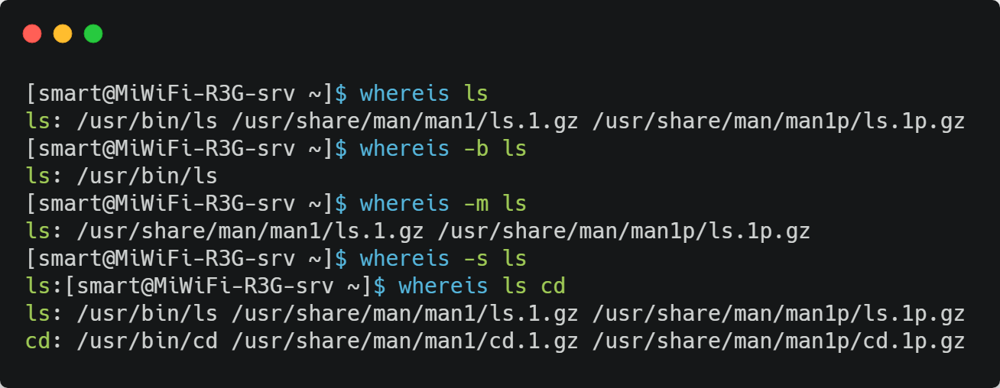 [smart@MiWiFi-R3G-srv ~]$ whereis ls
ls: /usr/bin/ls /usr/share/man/man1/ls.1.gz /usr/share/man/man1p/ls.1p.gz
[smart@MiWiFi-R3G-srv ~]$ whereis -b ls
ls: /usr/bin/ls
[smart@MiWiFi-R3G-srv ~]$ whereis -m ls
ls: /usr/share/man/man1/ls.1.gz /usr/share/man/man1p/ls.1p.gz
[smart@MiWiFi-R3G-srv ~]$ whereis -s ls
ls:[smart@MiWiFi-R3G-srv ~]$ whereis ls cd
ls: /usr/bin/ls /usr/share/man/man1/ls.1.gz /usr/share/man/man1p/ls.1p.gz
cd: /usr/bin/cd /usr/share/man/man1/cd.1.gz /usr/share/man/man1p/cd.1p.gz